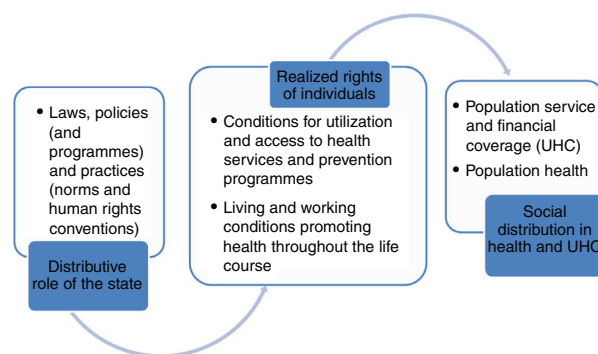 • Laws, policies
(and
programmes)
and practices
(norms and
human rights
conventions)
Distributive
role of the state
Realized rights
of individuals
• Conditions for utilization
and access to health
services and prevention
programmes
• Living and working
conditions promoting
health throughout the life
course
• Population service
and financial
coverage (UHC)
• Population health
Social
distribution in
health and UHC